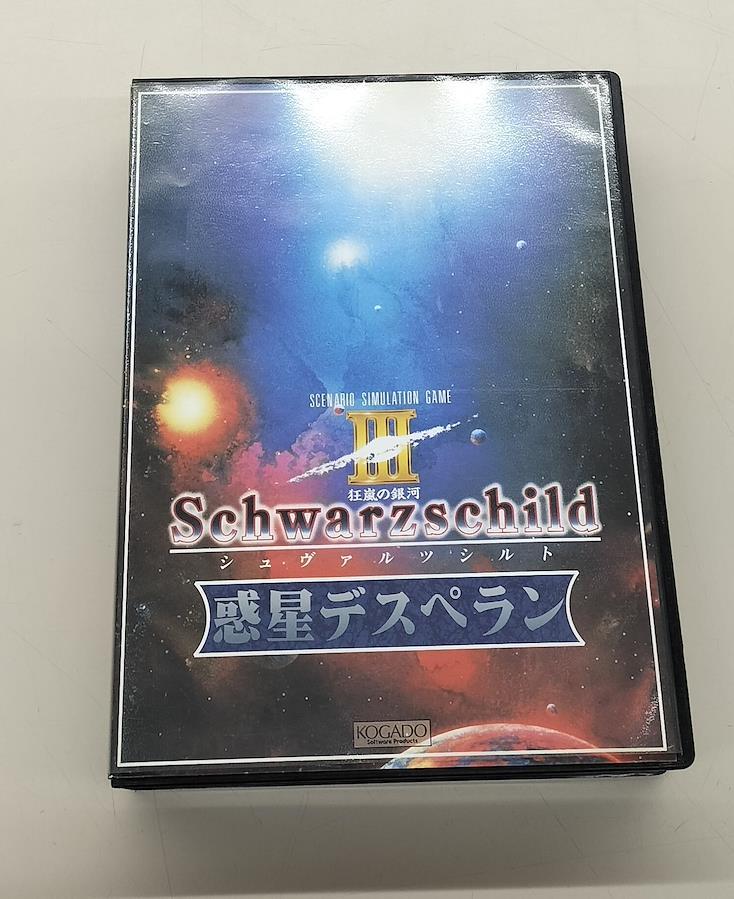 SCENARIO SIMULATION GAME
III
狂嵐の銀河
Schwarzschild
シュヴァルツシルト
惑星デスペラン
KOGADO
Software Products